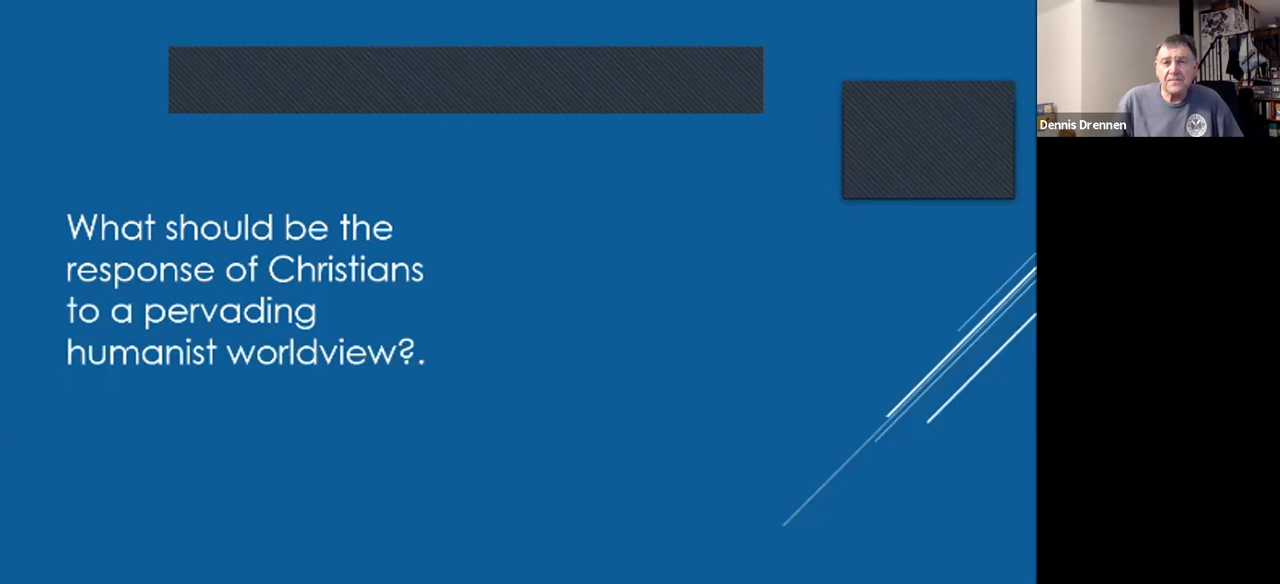 What should be the
response of Christians
to a pervading
humanist worldview?.
Dennis Drennen